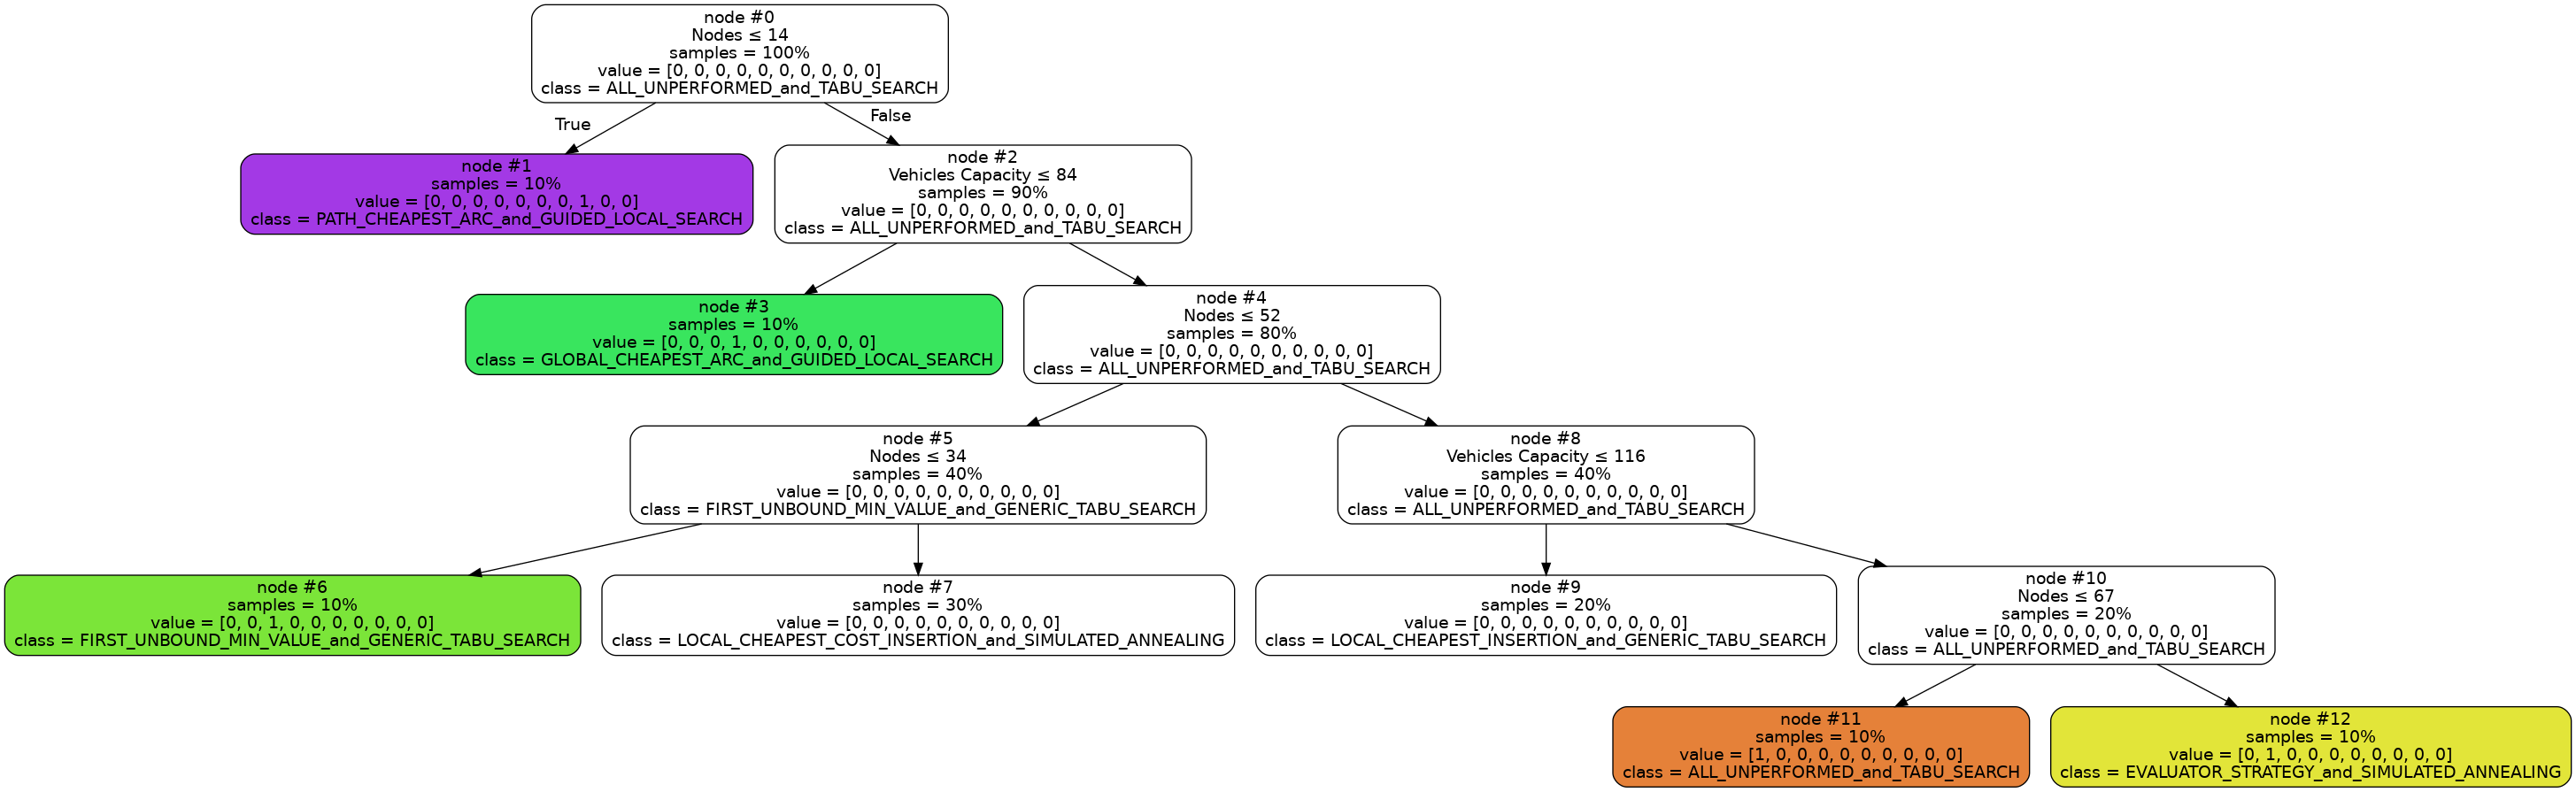 node #0
Nodes ≤ 14
samples = 100%
value = [0, 0, 0, 0, 0, 0, 0, 0, 0, 0]
class = ALL_UNPERFORMED_and_TABU_SEARCH
True
False
node #1
samples = 10%
value = [0, 0, 0, 0, 0, 0, 0, 1, 0, 0]
class = PATH_CHEAPEST_ARC_and_GUIDED_LOCAL_SEARCH
node #2
Vehicles Capacity ≤ 84
samples = 90%
value = [0, 0, 0, 0, 0, 0, 0, 0, 0, 0]
class = ALL_UNPERFORMED_and_TABU_SEARCH
node #3
samples = 10%
value = [0, 0, 0, 1, 0, 0, 0, 0, 0, 0]
class = GLOBAL_CHEAPEST_ARC_and_GUIDED_LOCAL_SEARCH
node #4
Nodes ≤ 52
samples = 80%
value = [0, 0, 0, 0, 0, 0, 0, 0, 0, 0]
class = ALL_UNPERFORMED_and_TABU_SEARCH
node #5
Nodes ≤ 34
samples = 40%
value = [0, 0, 0, 0, 0, 0, 0, 0, 0, 0]
class = FIRST_UNBOUND_MIN_VALUE_and_GENERIC_TABU_SEARCH
node #8
Vehicles Capacity ≤ 116
samples = 40%
value = [0, 0, 0, 0, 0, 0, 0, 0, 0, 0]
class = ALL_UNPERFORMED_and_TABU_SEARCH
node #6
samples = 10%
value = [0, 0, 1, 0, 0, 0, 0, 0, 0, 0]
class = FIRST_UNBOUND_MIN_VALUE_and_GENERIC_TABU_SEARCH
node #7
samples = 30%
value = [0, 0, 0, 0, 0, 0, 0, 0, 0, 0]
class = LOCAL_CHEAPEST_COST_INSERTION_and_SIMULATED_ANNEALING
node #9
samples = 20%
value = [0, 0, 0, 0, 0, 0, 0, 0, 0, 0]
class = LOCAL_CHEAPEST_INSERTION_and_GENERIC_TABU_SEARCH
node #10
Nodes ≤ 67
samples = 20%
value = [0, 0, 0, 0, 0, 0, 0, 0, 0, 0]
class = ALL_UNPERFORMED_and_TABU_SEARCH
node #11
samples = 10%
value = [1, 0, 0, 0, 0, 0, 0, 0, 0, 0]
class = ALL_UNPERFORMED_and_TABU_SEARCH
node #12
samples = 10%
value = [0, 1, 0, 0, 0, 0, 0, 0, 0, 0]
class = EVALUATOR_STRATEGY_and_SIMULATED_ANNEALING